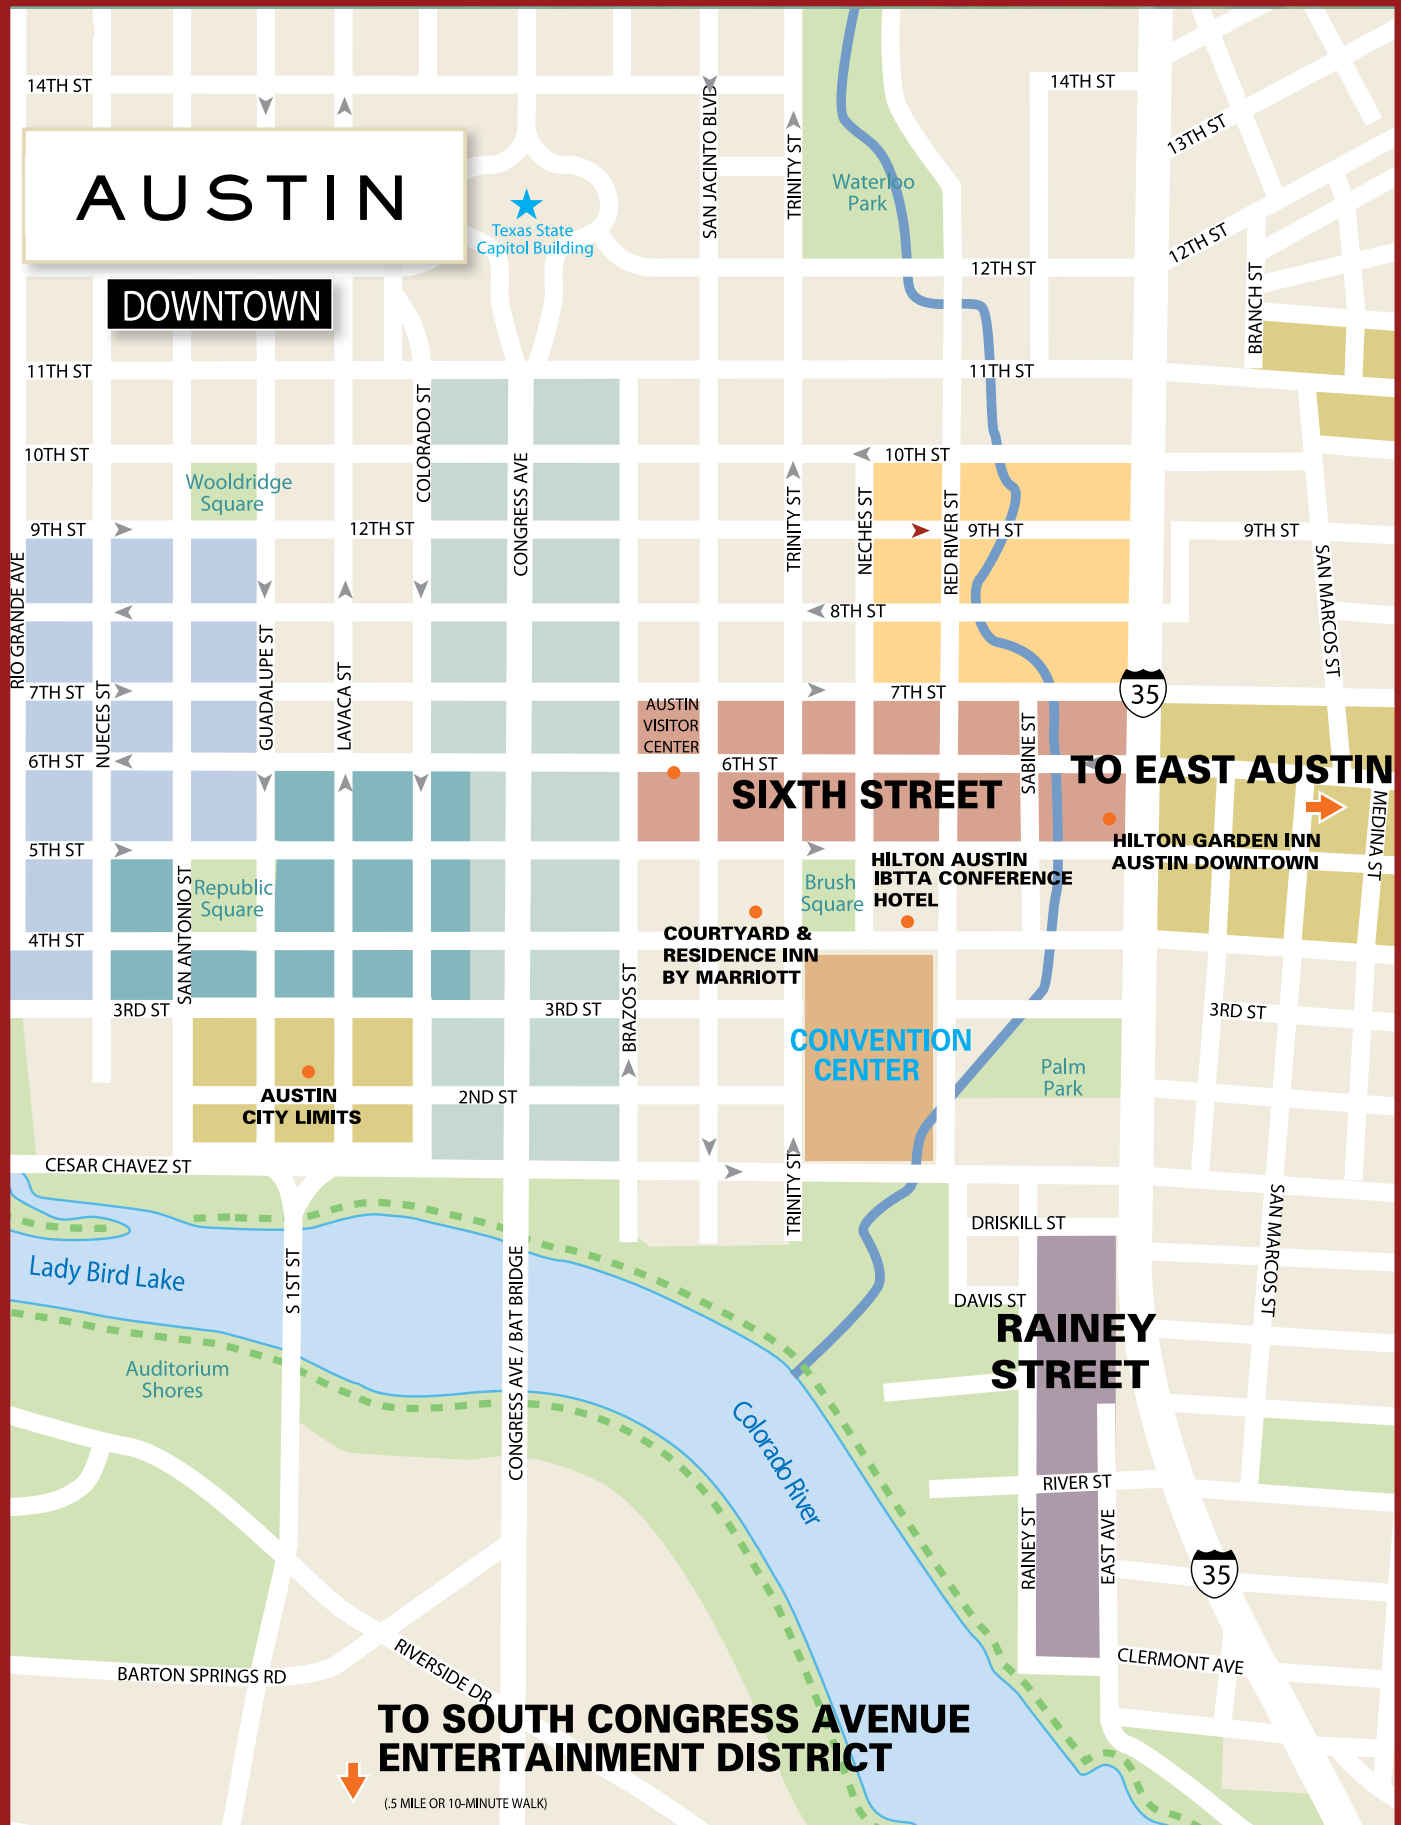 14TH ST
14TH ST
SAN JACINTO BLVD
TRINITY ST
13TH ST
AUSTIN
Waterloo
Park
Texas State
Capitol Building
12TH ST
12TH ST
BRANCH ST
DOWNTOWN
11TH ST
11TH ST
COLORADO ST
10TH ST
10TH ST
CONGRESS AVE
Wooldridge
Square
TRINITY ST
NECHES ST
RED RIVER ST
9TH ST
12TH ST
9TH ST
9TH ST
RIO GRANDE AVE
SAN MARCOS ST
8TH ST
GUADALUPE ST
LAVACA ST
NUECES ST
7TH ST
7TH ST
35
AUSTIN
VISITOR
CENTER
SABINE ST
6TH ST
6TH ST
TO EAST AUSTIN
SIXTH STREET
MEDINA ST
HILTON GARDEN INN
AUSTIN DOWNTOWN
5TH ST
HILTON AUSTIN
IBTTA CONFERENCE
HOTEL
SAN ANTONIO ST
Republic
Square
Brush
Square
COURTYARD &
RESIDENCE INN
BY MARRIOTT
4TH ST
BRAZOS ST
3RD ST
3RD ST
3RD ST
CONVENTION
CENTER
Palm
Park
AUSTIN
CITY LIMITS
2ND ST
TRINITY ST
CESAR CHAVEZ ST
SAN MARCOS ST
DRISKILL ST
Lady Bird Lake
S 1ST ST
CONGRESS AVE / BAT BRIDGE
DAVIS ST
RAINEY
STREET
Auditorium
Shores
Colorado River
RIVER ST
RAINEY ST
EAST AVE
35
CLERMONT AVE
BARTON SPRINGS RD
RIVERSIDE DR
TO SOUTH CONGRESS AVENUE
ENTERTAINMENT DISTRICT
(.5 MILE OR 10-MINUTE WALK)